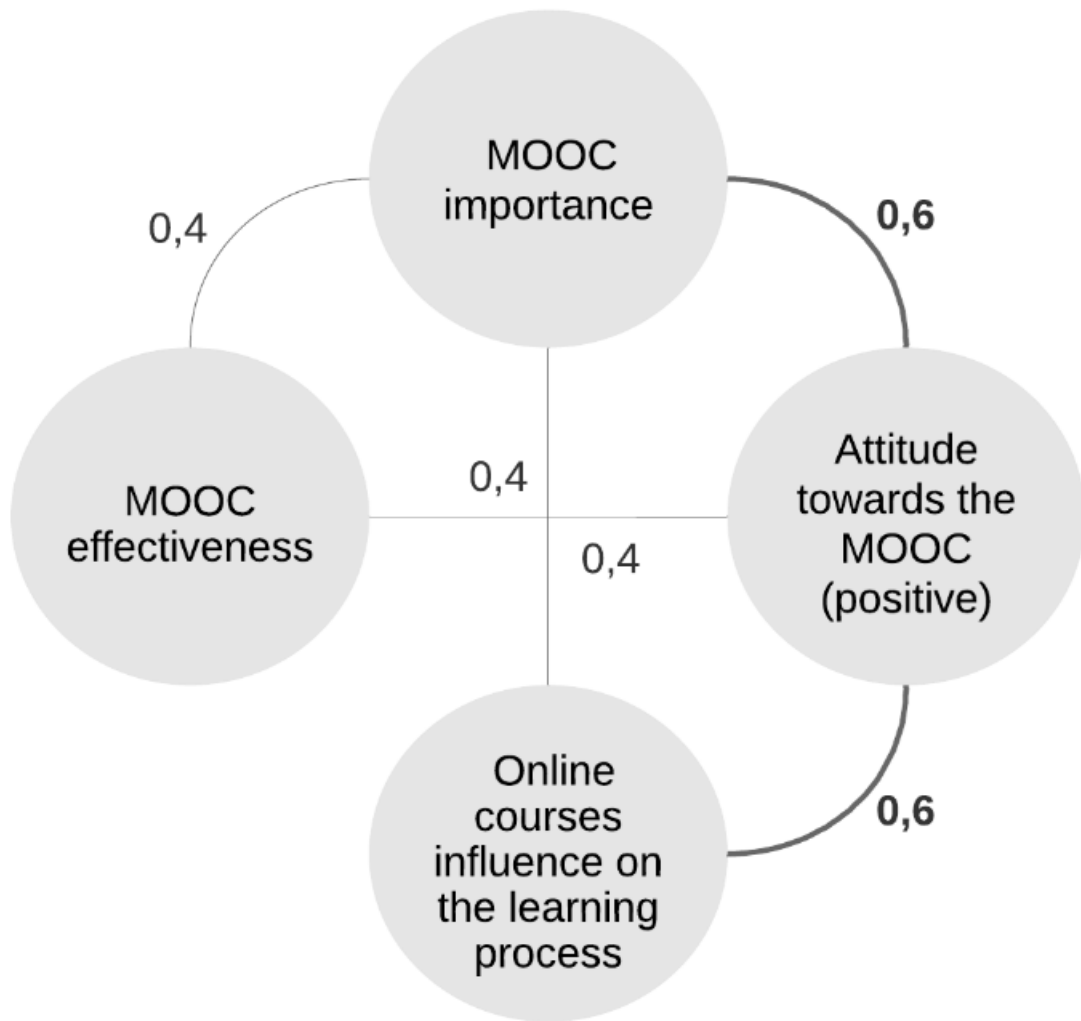 MOOC
importance
0,4
0,6
MOOC
effectiveness
0,4
0,4
Attitude
towards the
MOOC
(positive)
Online
courses
influence on
the learning
process
0,6